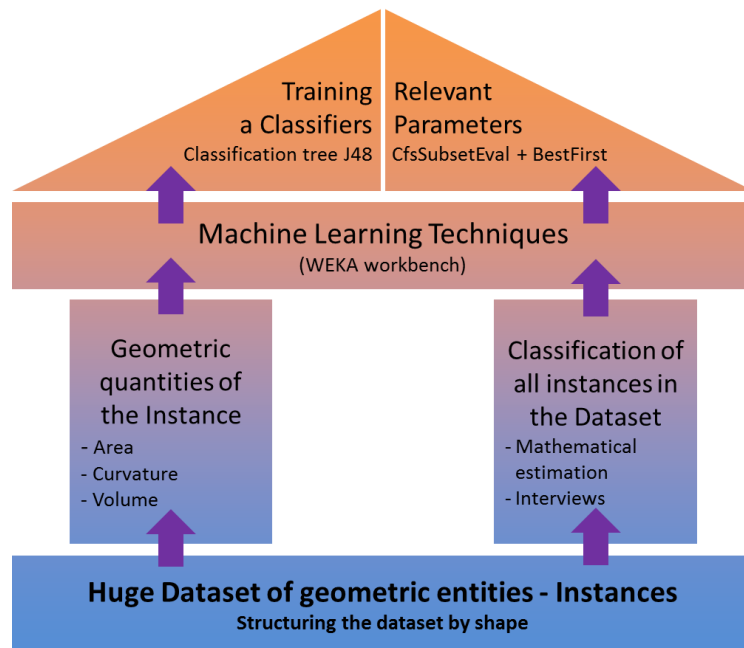 Training
a Classifiers
Classification tree J48
Relevant
Parameters
CfsSubsetEval + BestFirst
Machine Learning Techniques
(WEKA workbench)
Geometric
quantities of
the Instance
- Area
- Curvature
- Volume
Classification of
all instances in
the Dataset
- Mathematical
estimation
- Interviews
Huge Dataset of geometric entities - Instances
Structuring the dataset by shape